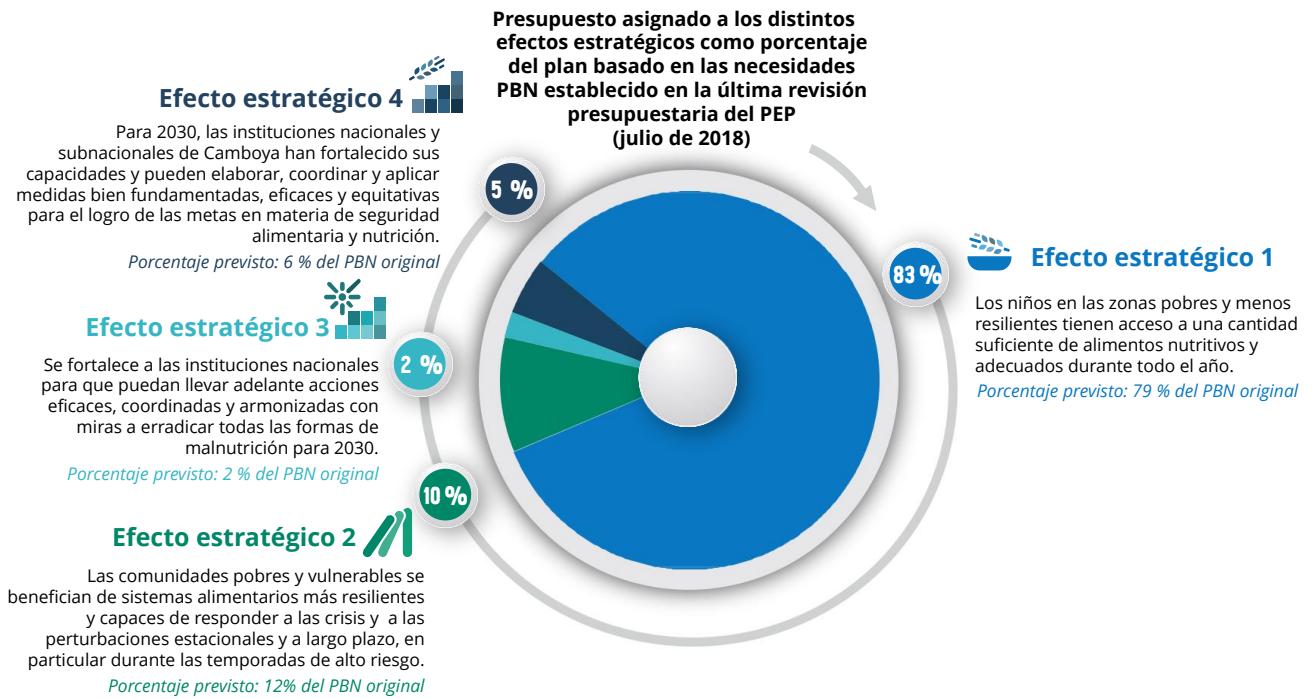 Presupuesto asignado a los distintos
efectos estratégicos como porcentaje
del plan basado en las necesidades
PBN establecido en la última revisión
presupuestaria del PEP
(julio de 2018)
Efecto estratégico 4
Para 2030, las instituciones nacionales y
subnacionales de Camboya han fortalecido sus
capacidades y pueden elaborar, coordinar y aplicar
medidas bien fundamentadas, eficaces y equitativas
para el logro de las metas en materia de seguridad
alimentaria y nutrición.
Porcentaje previsto: 6 % del PBN original
5 %
Efecto estratégico 3
Se fortalece a las instituciones nacionales
para que puedan llevar adelante acciones
eficaces, coordinadas y armonizadas con
miras a erradicar todas las formas de
malnutrición para 2030.
Porcentaje previsto: 2 % del PBN original
2 %
Efecto estratégico 2
Las comunidades pobres y vulnerables se
benefician de sistemas alimentarios más resilientes
y capaces de responder a las crisis y a las
perturbaciones estacionales y a largo plazo, en
particular durante las temporadas de alto riesgo.
Porcentaje previsto: 12% del PBN original
10 %
83 %
Efecto estratégico 1
Los niños en las zonas pobres y menos
resilientes tienen acceso a una cantidad
suficiente de alimentos nutritivos y
adecuados durante todo el año.
Porcentaje previsto: 79 % del PBN original